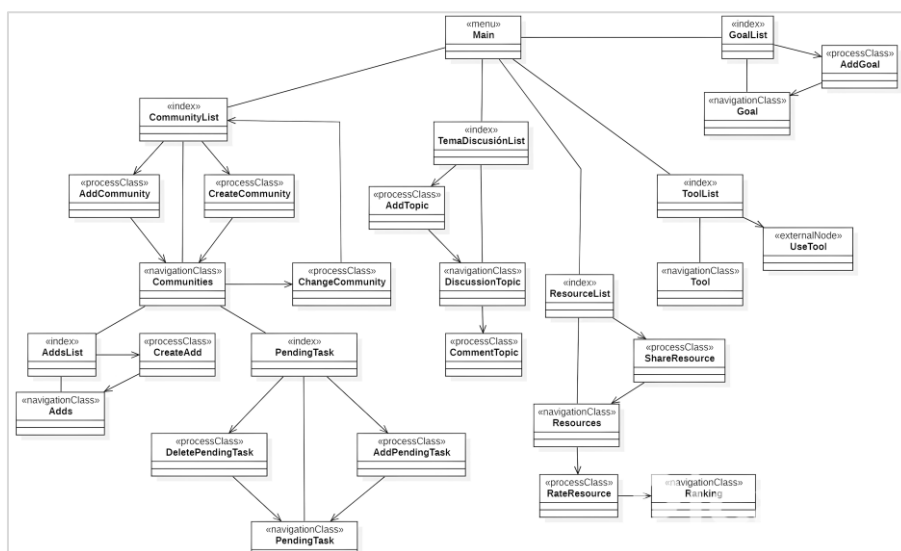 «menu»
Main
«index»
GoalList
«processClass»
AddGoal
«navigationClass»
Goal
«index»
CommunityList
«index»
TemaDiscusiónList
«processClass»
AddCommunity
«processClass»
CreateCommunity
«processClass»
AddTopic
«index»
ToolList
«externalNode»
UseTool
«navigationClass»
Communities
«processClass»
ChangeCommunity
«navigationClass»
DiscussionTopic
«index»
ResourceList
«navigationClass»
Tool
«index»
AddsList
«processClass»
CreateAdd
«index»
PendingTask
«processClass»
CommentTopic
«processClass»
ShareResource
«navigationClass»
Adds
«navigationClass»
Resources
«processClass»
DeletePendingTask
«processClass»
AddPendingTask
«processClass»
RateResource
«navigationClass»
Ranking
«navigationClass»
PendingTask